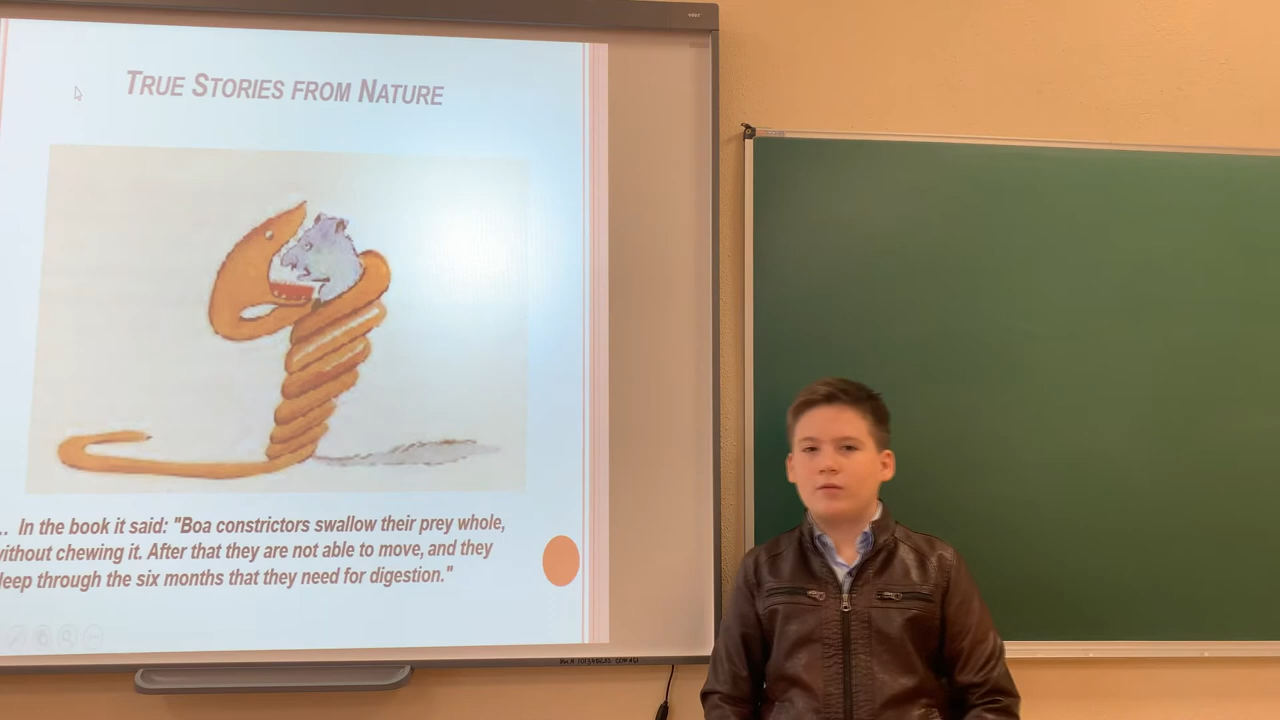 TRUE STORIES FROM NATURE
.. In the book it said: "Boa constrictors swallow their prey whole,
without chewing it. After that they are not able to move, and they
sleep through the six months that they need for digestion."